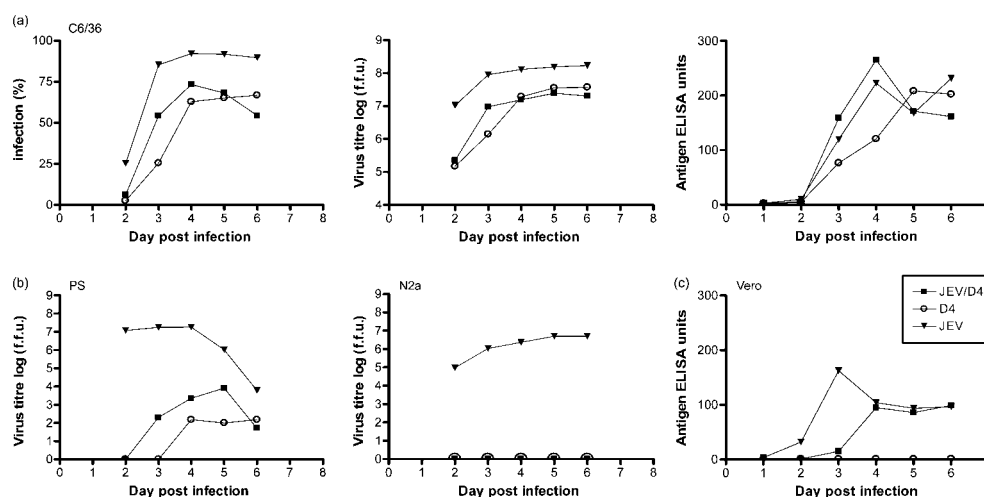 (a)
C6/36
infection (%)
100
75
50
25
0
0 1 2 3 4 5 6 7 8
Day post infection
Virus titre log (f.f.u.)
9
8
7
6
5
4
0 1 2 3 4 5 6 7 8
Day post infection
Antigen ELISA units
300
200
100
0
0 1 2 3 4 5 6
Day post infection
(b)
PS
Virus titre log (f.f.u.)
9
8
7
6
5
4
3
2
1
0
0 1 2 3 4 5 6 7 8
Day post infection
N2a
Virus titre log (f.f.u.)
9
8
7
6
5
4
3
2
1
0
0 1 2 3 4 5 6 7 8
Day post infection
(c)
Vero
Antigen ELISA units
300
200
100
0
0 1 2 3 4 5 6
Day post infection
JEV/D4
D4
JEV